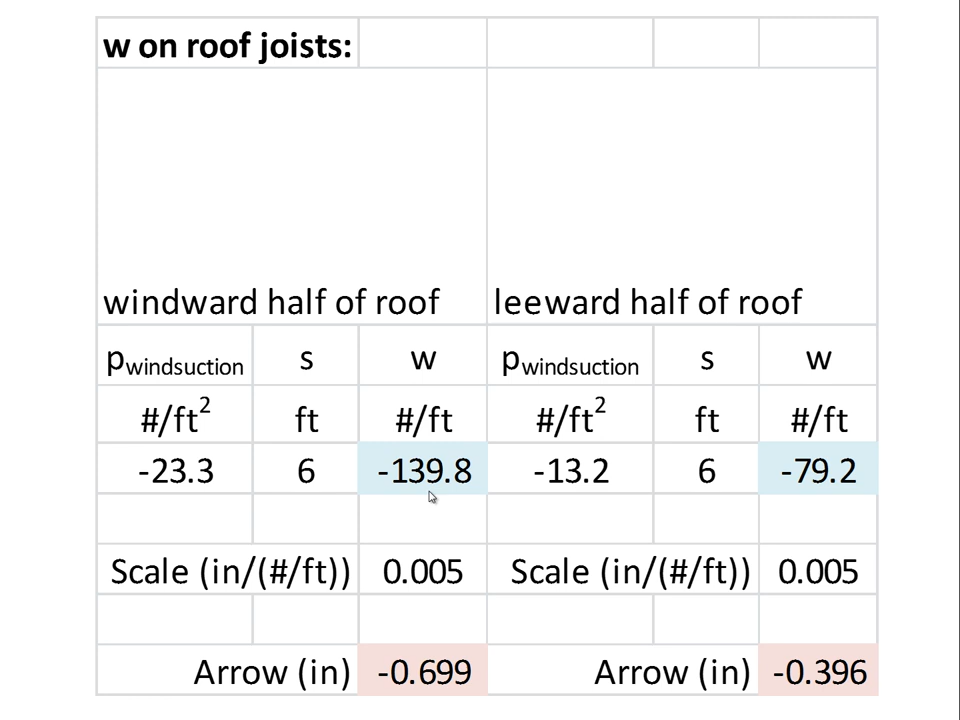 w on roof joists:
windward half of roof leeward half of roof
pwindsuction s w pwindsuction s w
#/ft2 ft #/ft #/ft2 ft #/ft
-23.3 6 -139.8 -13.2 6 -79.2
Scale (in/(#/ft)) 0.005 Scale (in/(#/ft)) 0.005
Arrow (in) -0.699 Arrow (in) -0.396